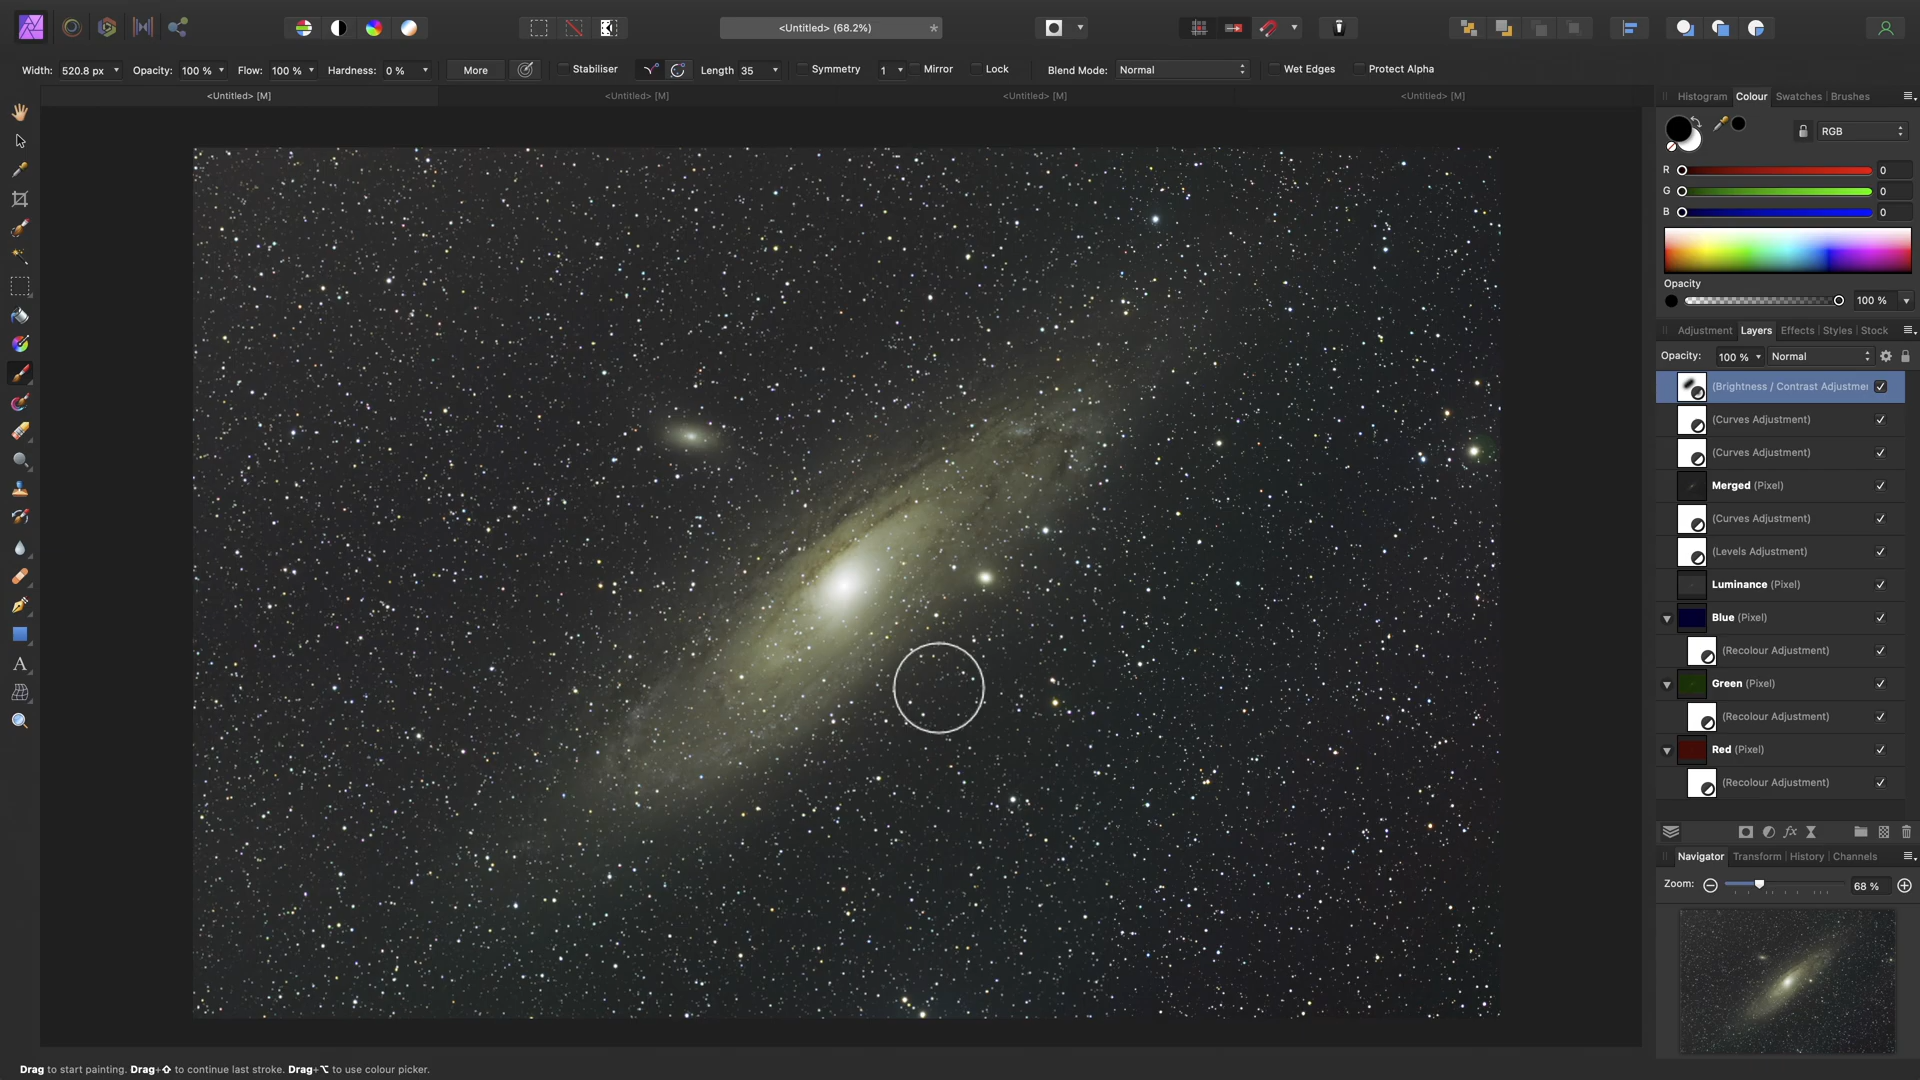 <Untitled> (68.2%)
*
Width: 520.8 px Opacity: 100 % Flow: 100 % Hardness: 0 % More Stabiliser Length 35 Symmetry 1 Mirror Lock Blend Mode: Normal Wet Edges Protect Alpha
<Untitled> [M] <Untitled> [M] <Untitled> [M] <Untitled> [M]
Histogram Colour Swatches Brushes
RGB
R 0
G 0
B 0
Opacity
100 %
Adjustment Layers Effects Styles Stock
Opacity: 100 % Normal
(Brightness / Contrast Adjustmer
(Curves Adjustment)
(Curves Adjustment)
Merged (Pixel)
(Curves Adjustment)
(Levels Adjustment)
Luminance (Pixel)
Blue (Pixel)
(Recolour Adjustment)
Green (Pixel)
(Recolour Adjustment)
Red (Pixel)
(Recolour Adjustment)
fx
Navigator Transform History Channels
Zoom: 68 %
A
Drag to start painting. Drag+⇧ to continue last stroke. Drag+⌥ to use colour picker.